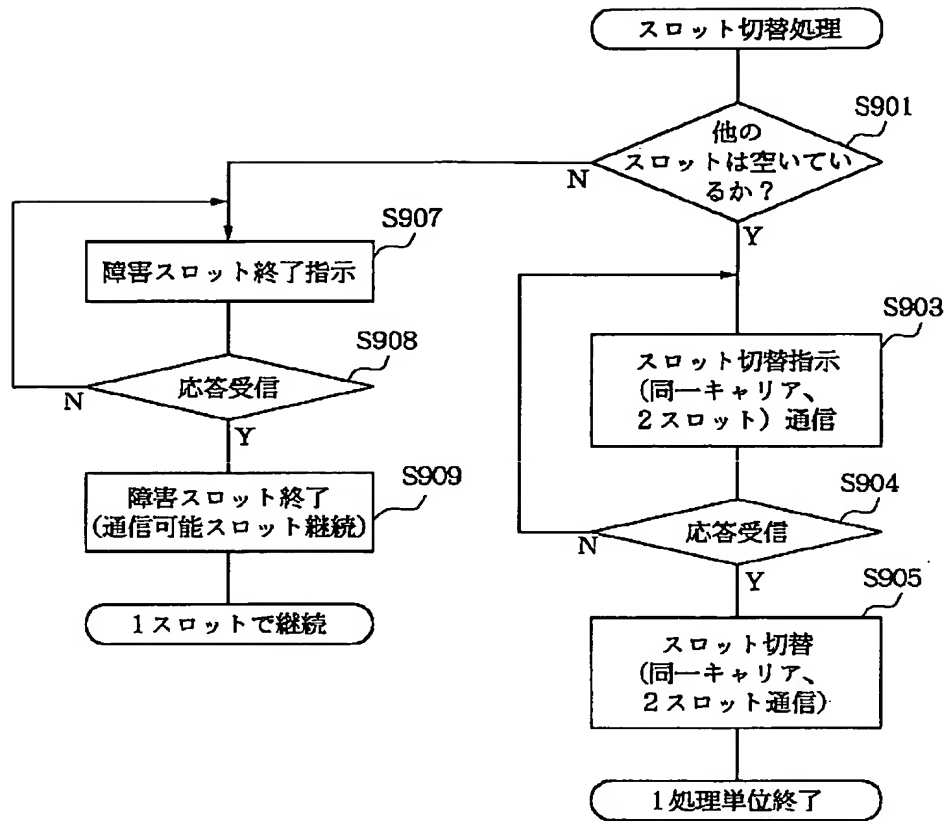 スロット切替処理
S901
他の
スロットは空いてい
るか?
N
Y
S907
障害スロット終了指示
S908
応答受信
N
Y
S909
障害スロット終了
(通信可能スロット継続)
1スロットで継続
S903
スロット切替指示
(同一キャリア、
2スロット)通信
S904
応答受信
N
Y
S905
スロット切替
(同一キャリア、
2スロット通信)
1処理単位終了